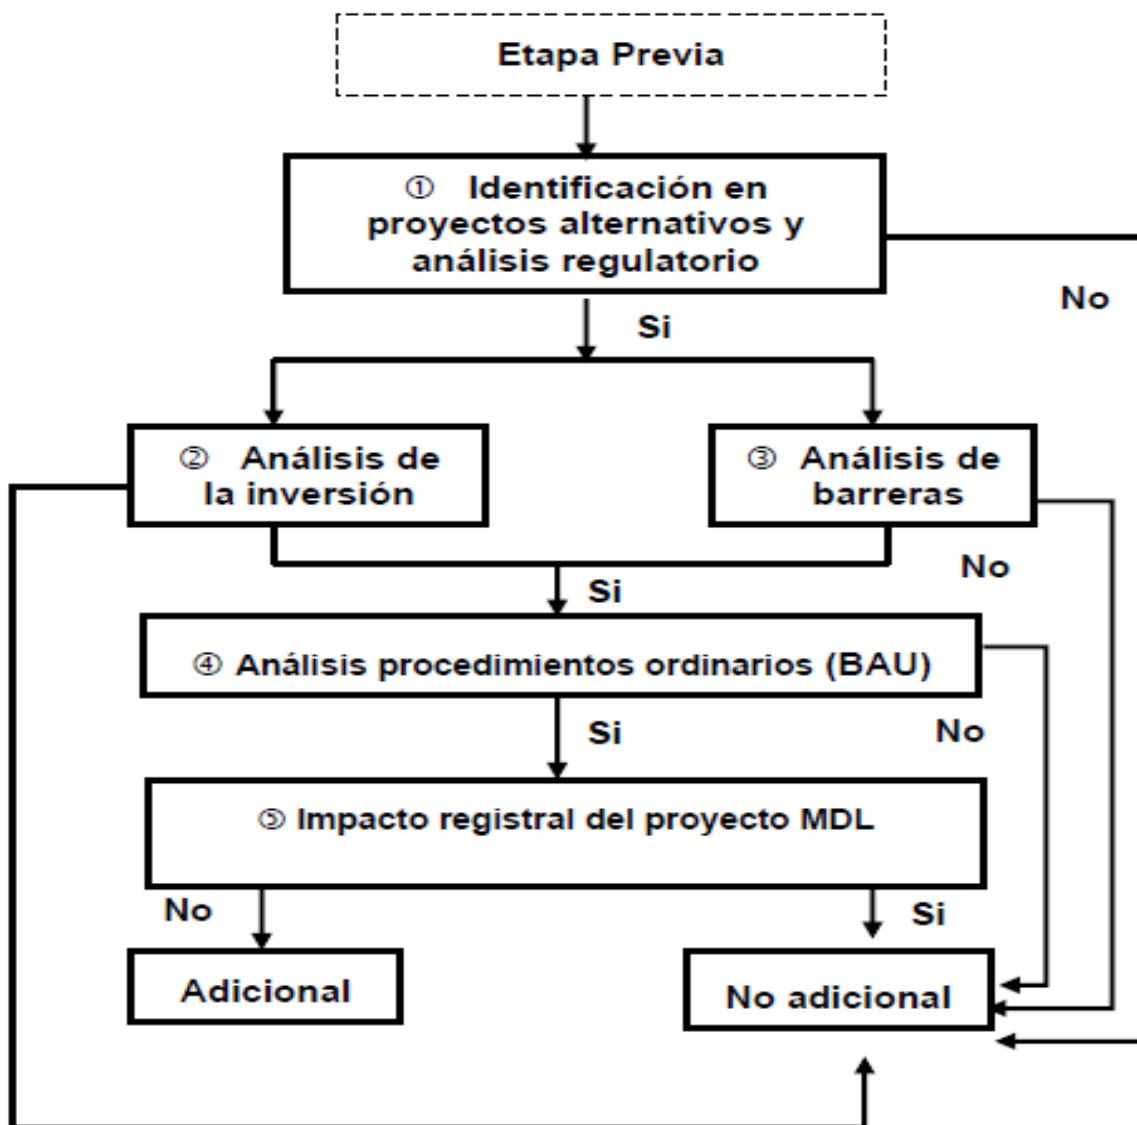 Etapa Previa
① Identificación en
proyectos alternativos y
análisis regulatorio
No
Si
② Análisis de
la inversión
③ Análisis de
barreras
No
Si
④ Análisis procedimientos ordinarios (BAU)
Si
No
⑤ Impacto registral del proyecto MDL
No
Si
Adicional
No adicional